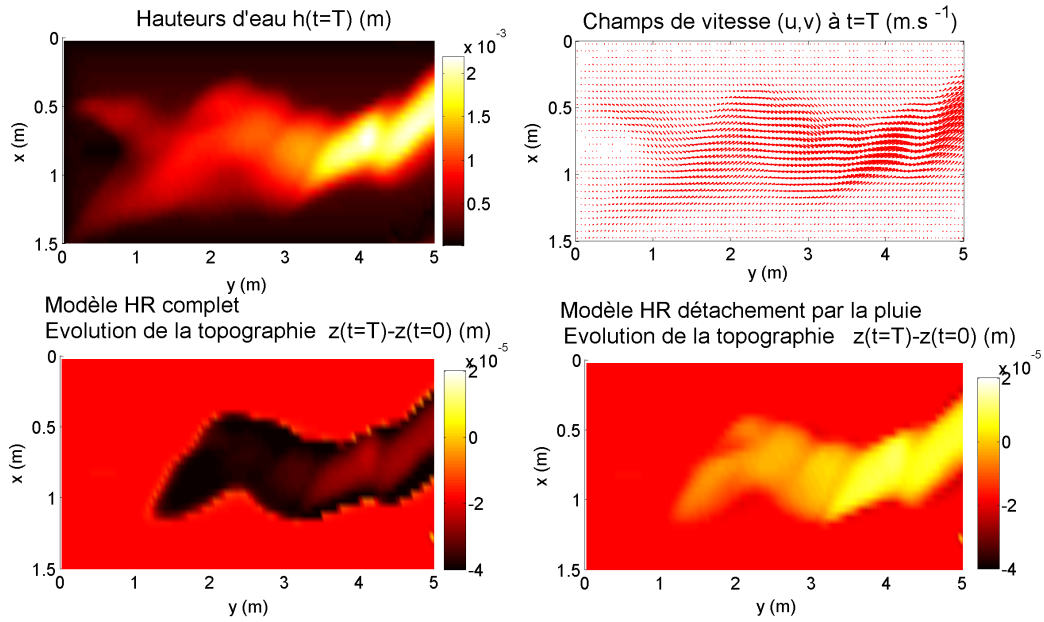 Hauteurs d'eau h(t=T) (m)
x 10 -3
0
0.5
1
1.5
x (m)
0 1 2 3 4 5
y (m)
2
1.5
1
0.5
Champs de vitesse (u,v) à t=T (m.s -1)
0
0.5
1
1.5
x (m)
0 1 2 3 4 5
y (m)
Modèle HR complet
Evolution de la topographie z(t=T)-z(t=0) (m)
x 10 -5
0
0.5
1
1.5
x (m)
0 1 2 3 4 5
y (m)
2
0
-2
-4
Modèle HR détachement par la pluie
Evolution de la topographie z(t=T)-z(t=0) (m)
x 10 -5
0
0.5
1
1.5
x (m)
0 1 2 3 4 5
y (m)
2
0
-2
-4